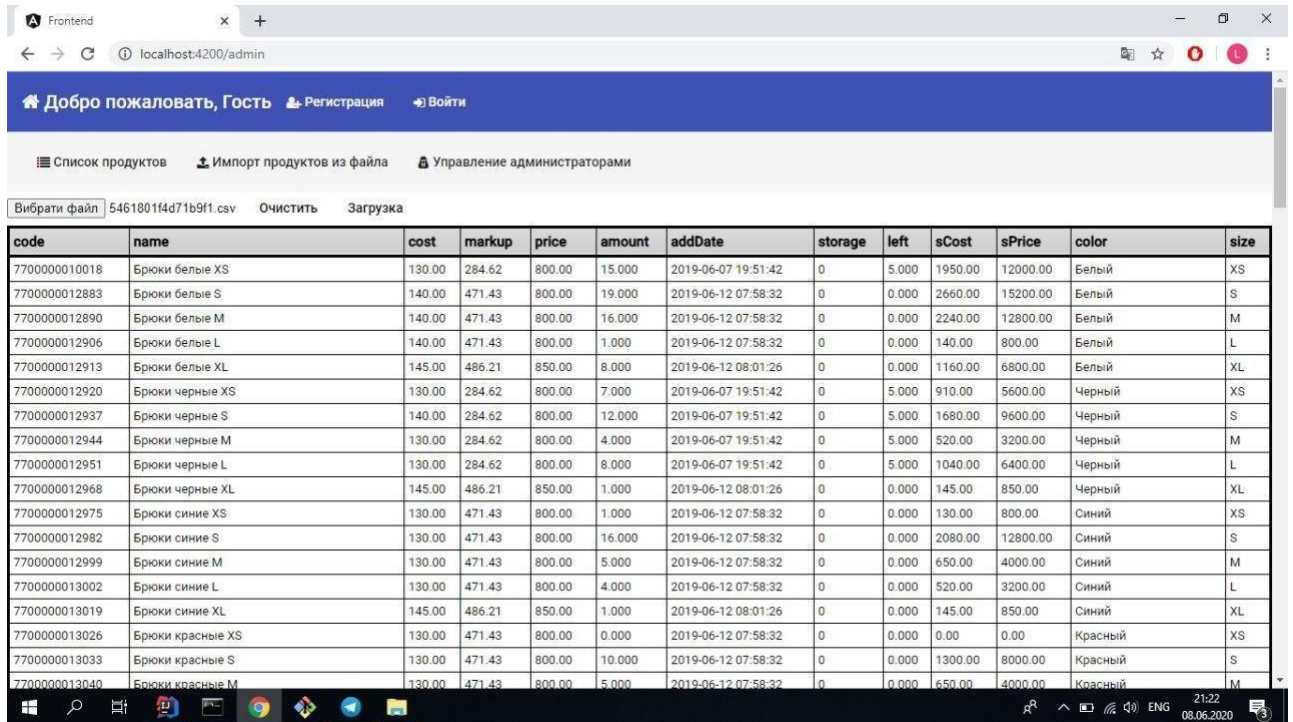 Frontend
localhost:4200/admin
Добро пожаловать, Гость Регистрация Войти
Список продуктов Импорт продуктов из файла Управление администраторами
Вибрати файл 5461801f4d71b9f1.csv Очистить Загрузка
code name cost markup price amount addDate storage left sCost sPrice color size
7700000010018 Брюки белые XS 130.00 284.62 800.00 15.000 2019-06-07 19:51:42 0 5.000 1950.00 12000.00 Белый XS
7700000012883 Брюки белые S 140.00 471.43 800.00 19.000 2019-06-12 07:58:32 0 0.000 2660.00 15200.00 Белый S
7700000012890 Брюки белые M 140.00 471.43 800.00 16.000 2019-06-12 07:58:32 0 0.000 2240.00 12800.00 Белый M
7700000012906 Брюки белые L 140.00 471.43 800.00 1.000 2019-06-12 07:58:32 0 0.000 140.00 800.00 Белый L
7700000012913 Брюки белые XL 145.00 486.21 850.00 8.000 2019-06-12 08:01:26 0 0.000 1160.00 6800.00 Белый XL
7700000012920 Брюки черные XS 130.00 284.62 800.00 7.000 2019-06-07 19:51:42 0 5.000 910.00 5600.00 Черный XS
7700000012937 Брюки черные S 140.00 284.62 800.00 12.000 2019-06-07 19:51:42 0 5.000 1680.00 9600.00 Черный S
7700000012944 Брюки черные M 130.00 284.62 800.00 4.000 2019-06-07 19:51:42 0 5.000 520.00 3200.00 Черный M
7700000012951 Брюки черные L 130.00 284.62 800.00 8.000 2019-06-07 19:51:42 0 5.000 1040.00 6400.00 Черный L
7700000012968 Брюки черные XL 145.00 486.21 850.00 1.000 2019-06-12 08:01:26 0 0.000 145.00 850.00 Черный XL
7700000012975 Брюки синие XS 130.00 471.43 800.00 1.000 2019-06-12 07:58:32 0 0.000 130.00 800.00 Синий XS
7700000012982 Брюки синие S 130.00 471.43 800.00 16.000 2019-06-12 07:58:32 0 0.000 2080.00 12800.00 Синий S
7700000012999 Брюки синие M 130.00 471.43 800.00 5.000 2019-06-12 07:58:32 0 0.000 650.00 4000.00 Синий M
7700000013002 Брюки синие L 130.00 471.43 800.00 4.000 2019-06-12 07:58:32 0 0.000 520.00 3200.00 Синий L
7700000013019 Брюки синие XL 145.00 486.21 850.00 1.000 2019-06-12 08:01:26 0 0.000 145.00 850.00 Синий XL
7700000013026 Брюки красные XS 130.00 471.43 800.00 0.000 2019-06-12 07:58:32 0 0.000 0.00 0.00 Красный XS
7700000013033 Брюки красные S 130.00 471.43 800.00 10.000 2019-06-12 07:58:32 0 0.000 1300.00 8000.00 Красный S
7700000013040 Брюки красные M 130.00 471.43 800.00 5.000 2019-06-12 07:58:32 0 0.000 650.00 4000.00 Красный M
ENG 21:22
08.06.2020